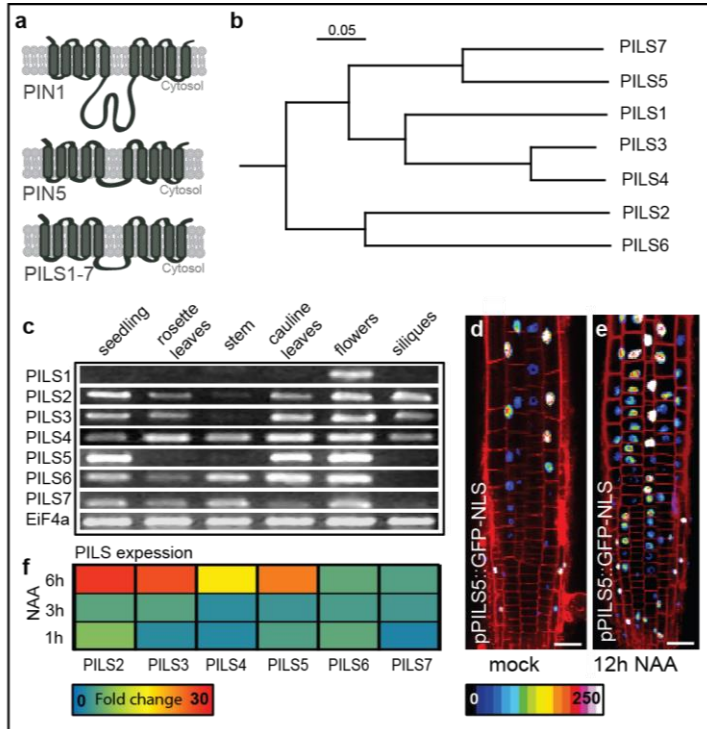 a
PIN1
Cytosol
PIN5
Cytosol
PILS1-7
Cytosol
b
0.05
PILS7
PILS5
PILS1
PILS3
PILS4
PILS2
PILS6
c
seedling
rosette
leaves
stem
cauline
leaves
flowers
siliques
PILS1
PILS2
PILS3
PILS4
PILS5
PILS6
PILS7
EiF4a
d
pPILS5::GFP-NLS
mock
e
pPILS5::GFP-NLS
12h NAA
0 250
f
PILS expession
NAA
6h
3h
1h
PILS2 PILS3 PILS4 PILS5 PILS6 PILS7
0 Fold change 30